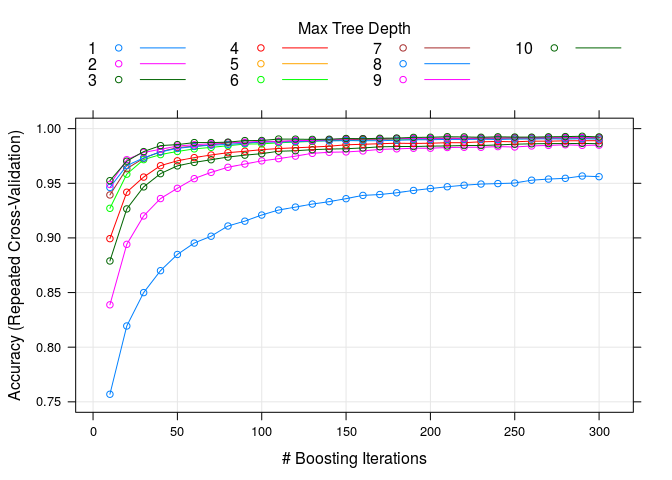 Max Tree Depth
1 4 7 10
2 5 8
3 6 9
Accuracy (Repeated Cross-Validation)
1.00
0.95
0.90
0.85
0.80
0.75
0 50 100 150 200 250 300
# Boosting Iterations